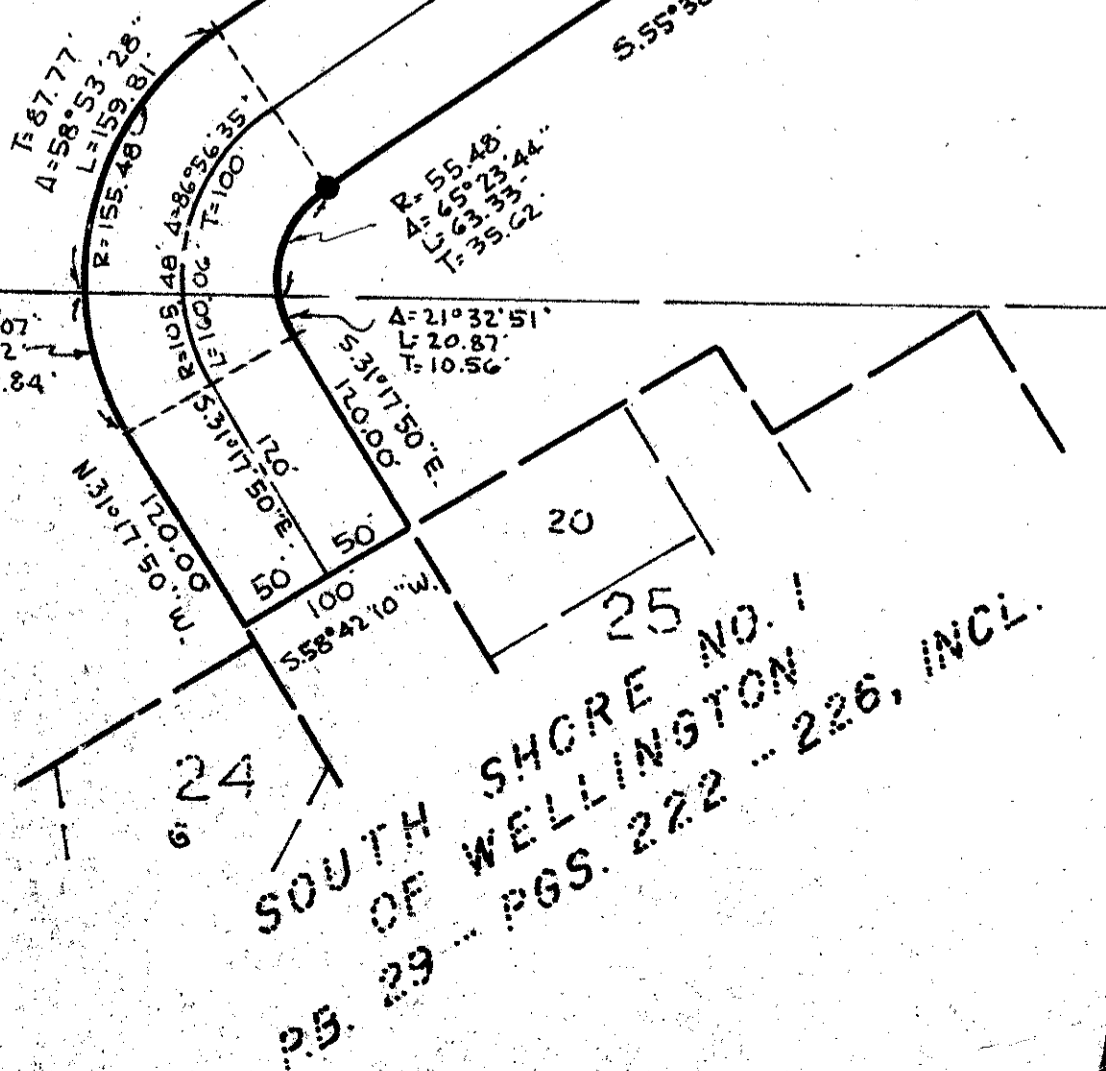 T=87.77'
Δ=58°53'28"
L=159.81'
R=155.48'
Δ=86°56'35"
T=100'
R=105.48'
L=160.06'
S.55°
R=55.48'
Δ=65°23'44"
L=63.33'
T=35.62'
07"
2'
.84'
Δ=21°32'51"
L=20.87'
T=10.56'
S.31°17'50"E.
120.00'
S.31°17'50"E.
120'
N.31°17'50"W.
120.00'
50'
50'
100'
S.58°42'10"W.
20
25
24
SOUTH SHORE NO. 1
OF WELLINGTON
P.B. 29 -- PGS. 222 -- 226, INCL.